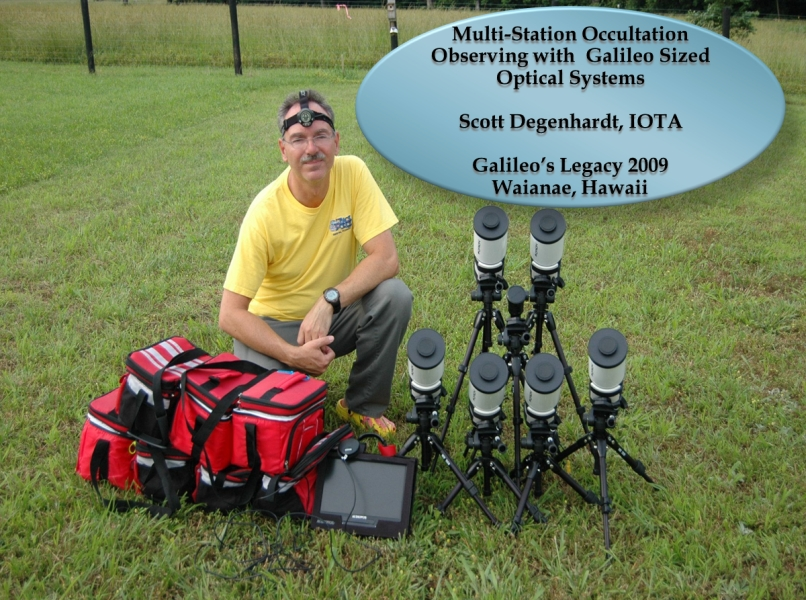 Multi-Station Occultation
Observing with Galileo Sized
Optical Systems
Scott Degenhardt, IOTA
Galileo's Legacy 2009
Waianae, Hawaii